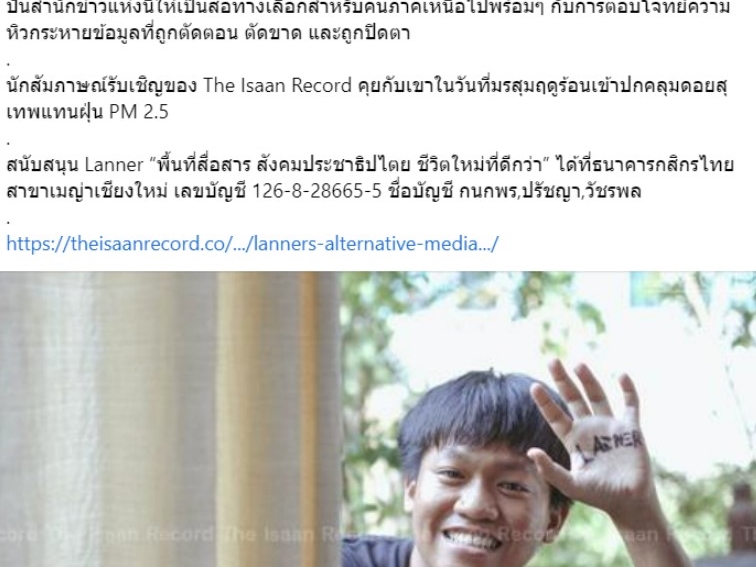 ปั้นสำนักข่าวแห่งนี้ให้เป็นสื่อทางเลือกสำหรับคนภาคเหนือไปพร้อมๆ กับการตอบโจทย์ความ
หิวกระหายข้อมูลที่ถูกตัดตอน ตัดขาด และถูกปิดตา
.
นักสัมภาษณ์รับเชิญของ The Isaan Record คุยกับเขาในวันที่มรสุมฤดูร้อนเข้าปกคลุมดอยสุ
เทพแทนฝุ่น PM 2.5
.
สนับสนุน Lanner “พื้นที่สื่อสาร สังคมประชาธิปไตย ชีวิตใหม่ที่ดีกว่า” ได้ที่ธนาคารกสิกรไทย
สาขาเมญ่าเชียงใหม่ เลขบัญชี 126-8-28665-5 ชื่อบัญชี กนกพร,ปรัชญา,วัชรพล
.
https://theisaanrecord.co/.../lanners-alternative-media.../
LANNER
The Isaan Record The Isaan Record